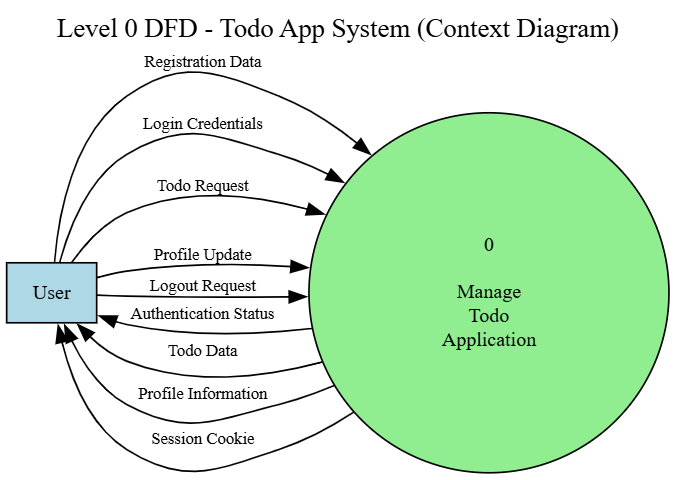 Level 0 DFD - Todo App System (Context Diagram)
Registration Data
Login Credentials
Todo Request
Profile Update
Logout Request
Authentication Status
Todo Data
Profile Information
Session Cookie
User
0
Manage
Todo
Application